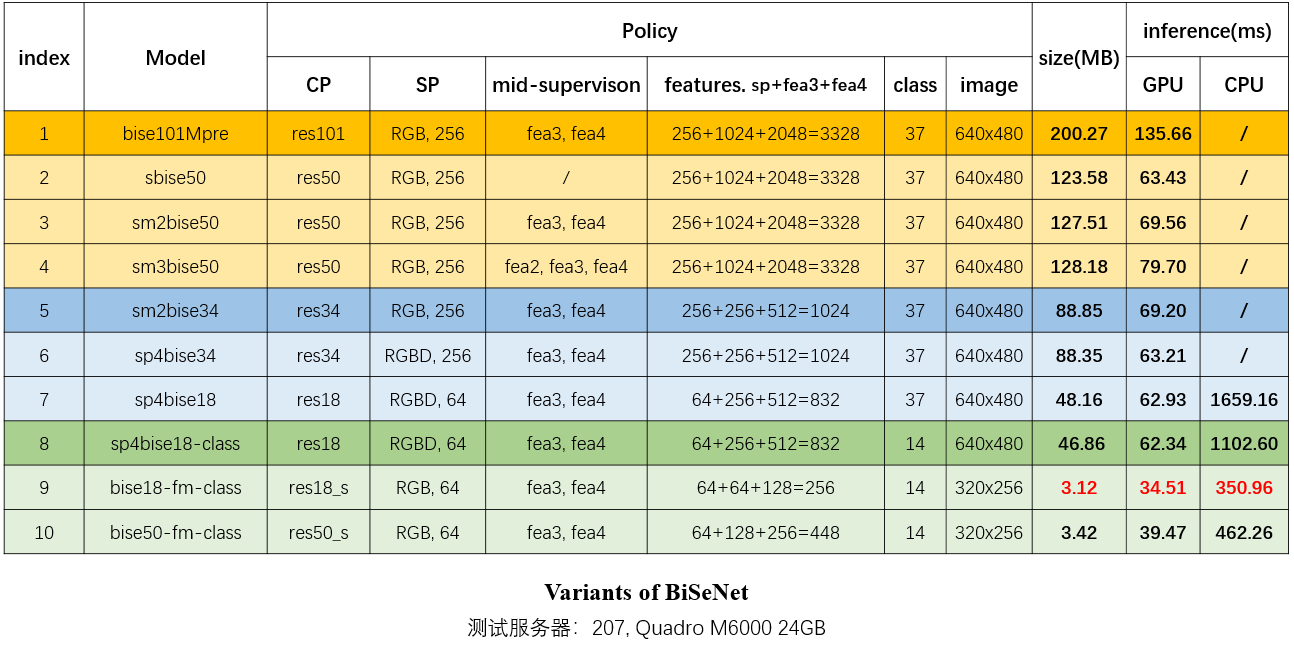 index Model Policy size(MB) inference(ms)
CP SP mid-supervison features. sp+fea3+fea4 class image GPU CPU
1 bise101Mpre res101 RGB, 256 fea3, fea4 256+1024+2048=3328 37 640x480 200.27 135.66 /
2 sbise50 res50 RGB, 256 / 256+1024+2048=3328 37 640x480 123.58 63.43 /
3 sm2bise50 res50 RGB, 256 fea3, fea4 256+1024+2048=3328 37 640x480 127.51 69.56 /
4 sm3bise50 res50 RGB, 256 fea2, fea3, fea4 256+1024+2048=3328 37 640x480 128.18 79.70 /
5 sm2bise34 res34 RGB, 256 fea3, fea4 256+256+512=1024 37 640x480 88.85 69.20 /
6 sp4bise34 res34 RGBD, 256 fea3, fea4 256+256+512=1024 37 640x480 88.35 63.21 /
7 sp4bise18 res18 RGBD, 64 fea3, fea4 64+256+512=832 37 640x480 48.16 62.93 1659.16
8 sp4bise18-class res18 RGBD, 64 fea3, fea4 64+256+512=832 14 640x480 46.86 62.34 1102.60
9 bise18-fm-class res18_s RGB, 64 fea3, fea4 64+64+128=256 14 320x256 3.12 34.51 350.96
10 bise50-fm-class res50_s RGB, 64 fea3, fea4 64+128+256=448 14 320x256 3.42 39.47 462.26
Variants of BiSeNet
测试服务器：207, Quadro M6000 24GB